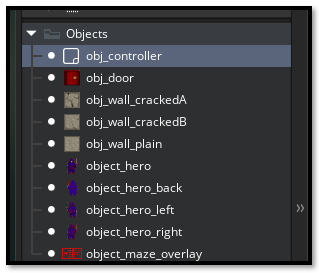 Objects
obj_controller
obj_door
obj_wall_crackedA
obj_wall_crackedB
obj_wall_plain
object_hero
object_hero_back
object_hero_left
object_hero_right
object_maze_overlay